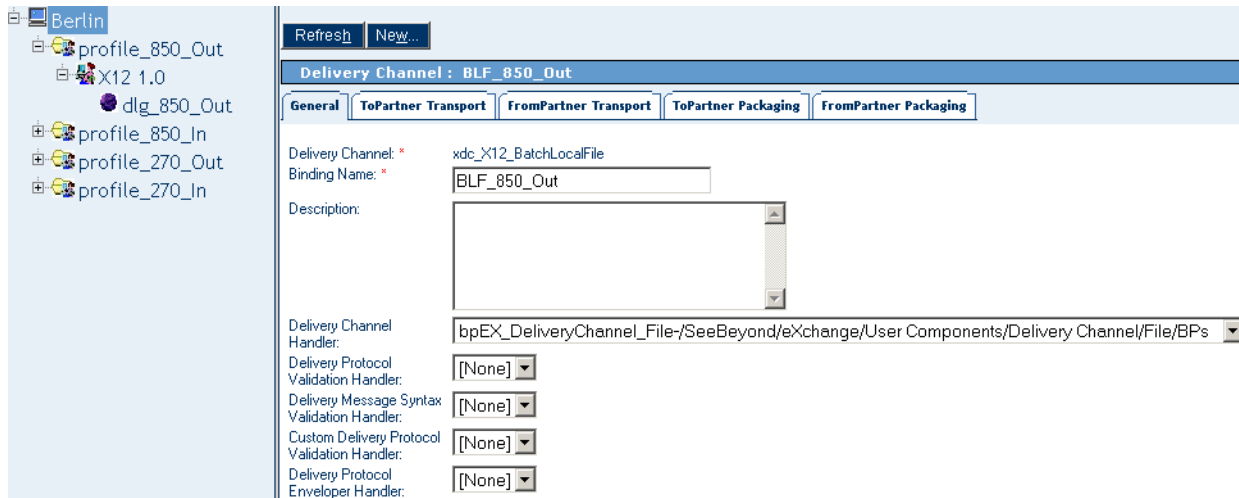 Berlin
profile_850_Out
X12 1.0
dlg_850_Out
profile_850_In
profile_270_Out
profile_270_In
Refresh New...
Delivery Channel : BLF_850_Out
General ToPartner Transport FromPartner Transport ToPartner Packaging FromPartner Packaging
Delivery Channel: * xdc_X12_BatchLocalFile
Binding Name: * BLF_850_Out
Description:
Delivery Channel
Handler: bpEX_DeliveryChannel_File-/SeeBeyond/eXchange/User Components/Delivery Channel/File/BPs
Delivery Protocol
Validation Handler: [None]
Delivery Message Syntax
Validation Handler: [None]
Custom Delivery Protocol
Validation Handler: [None]
Delivery Protocol
Enveloper Handler: [None]